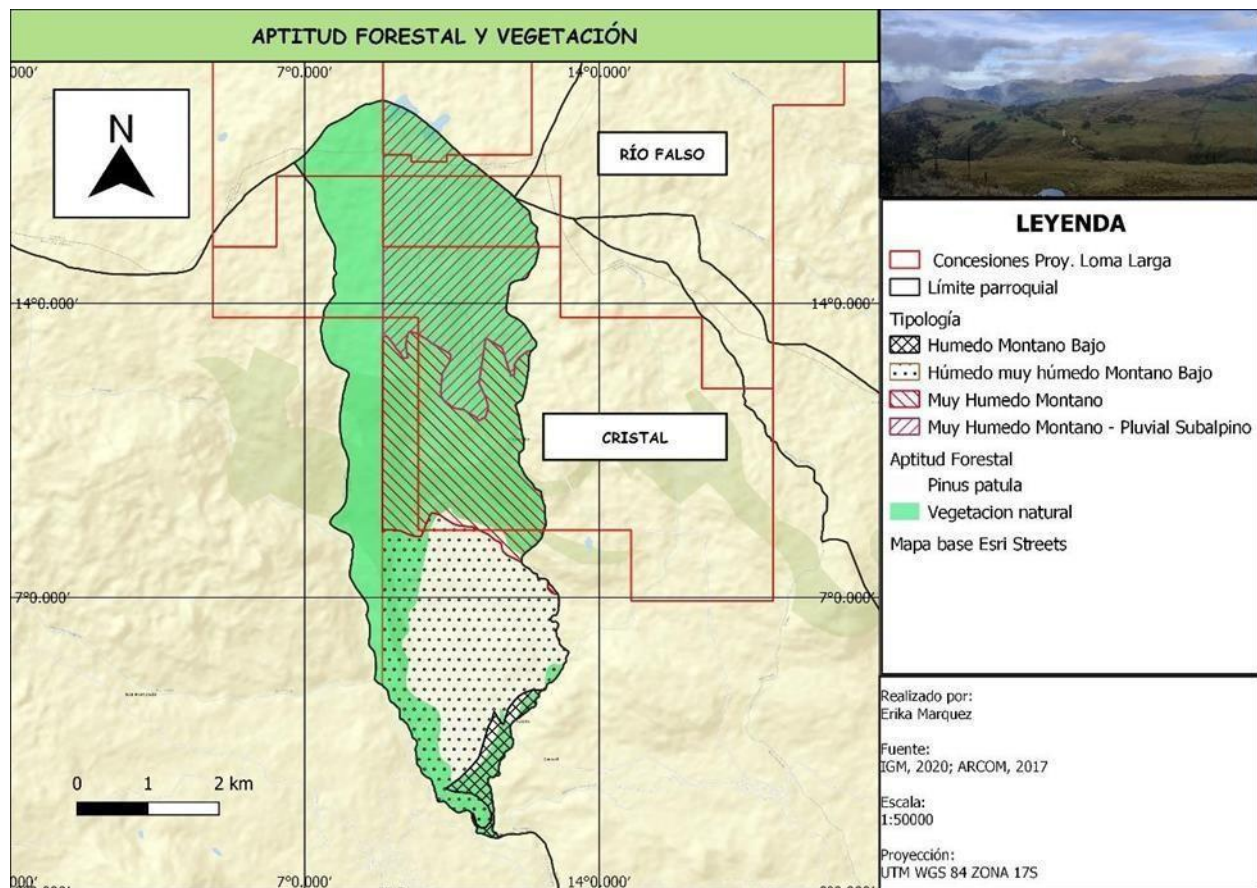 APTITUD FORESTAL Y VEGETACIÓN
00' 7°0.000' 14°0.000'
N
RÍO FALSO
14°0.000' 14°0.000'
CRISTAL
7°0.000' 7°0.000'
0 1 2 km
7°0.000' 14°0.000'
LEYENDA
Concesiones Proy. Loma Larga
Límite parroquial
Tipología
Humedo Montano Bajo
Húmedo muy húmedo Montano Bajo
Muy Humedo Montano
Muy Humedo Montano - Pluvial Subalpino
Aptitud Forestal
Pinus patula
Vegetacion natural
Mapa base Esri Streets
Realizado por:
Erika Marquez
Fuente:
IGM, 2020; ARCOM, 2017
Escala:
1:50000
Proyección:
UTM WGS 84 ZONA 17S